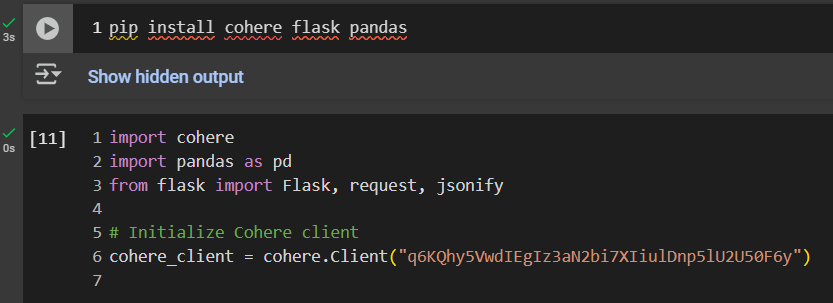 3s
1 pip install cohere flask pandas
Show hidden output
0s
[11]
1 import cohere
2 import pandas as pd
3 from flask import Flask, request, jsonify
4
5 # Initialize Cohere client
6 cohere_client = cohere.Client("q6KQhy5VwdIEgIz3aN2bi7XIiulDnp5lU2U50F6y")
7